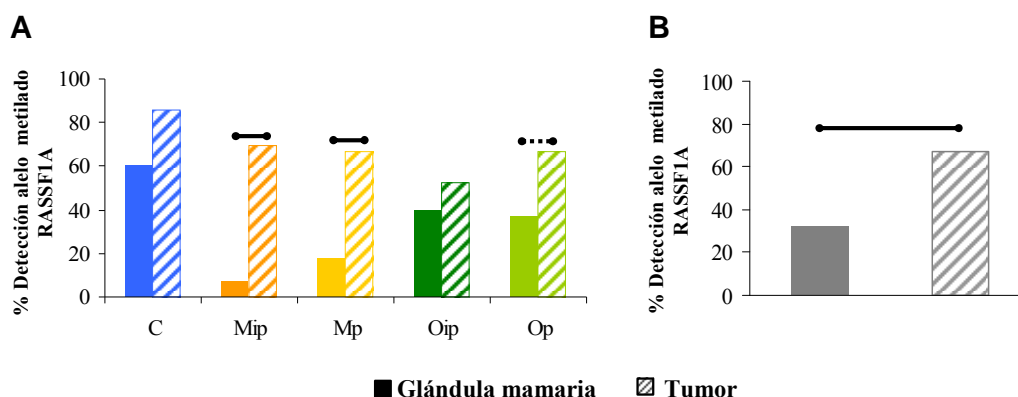 A
B
% Detección alelo metilado
RASSF1A
100
80
60
40
20
0
C Mip Mp Oip Op
% Detección alelo metilado
RASSF1A
100
80
60
40
20
0
Glándula mamaria Tumor